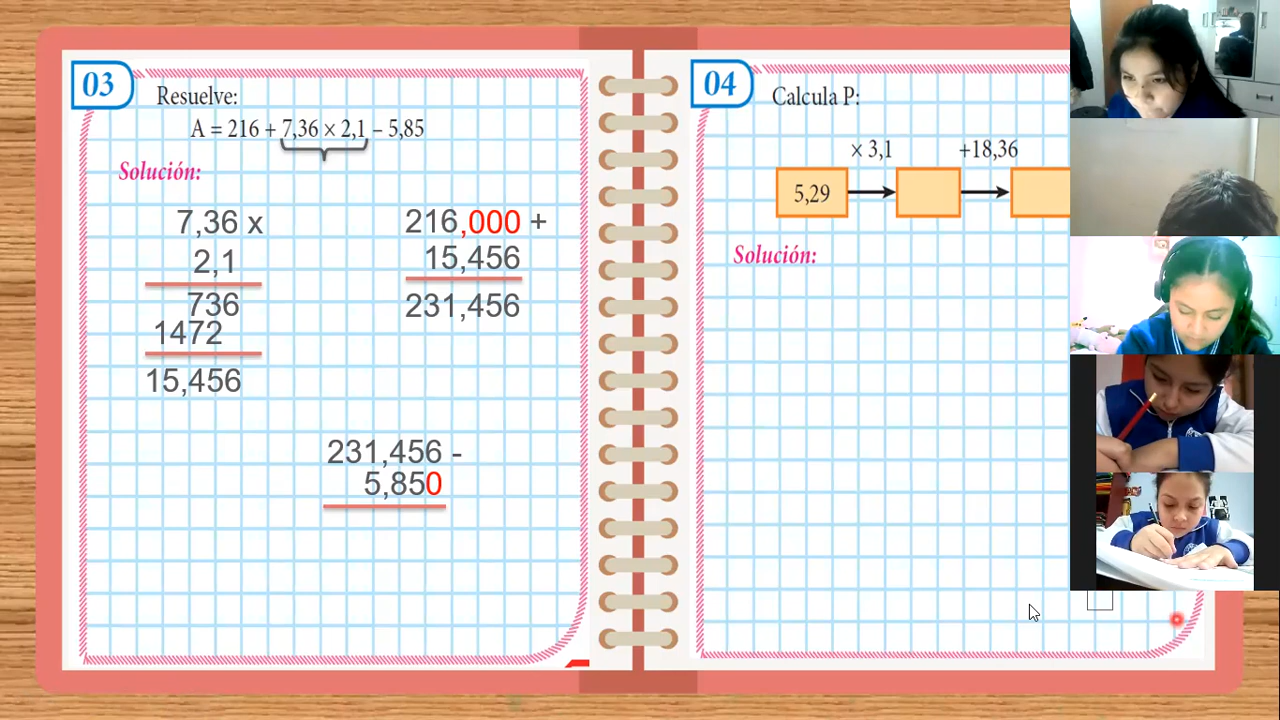 03
Resuelve:
A = 216 + 7,36 × 2,1 – 5,85
Solución:
7,36 x
2,1
736
1472
15,456
216,000 +
15,456
231,456
231,456 -
5,850
04
Calcula P:
× 3,1
+18,36
5,29
Solución: